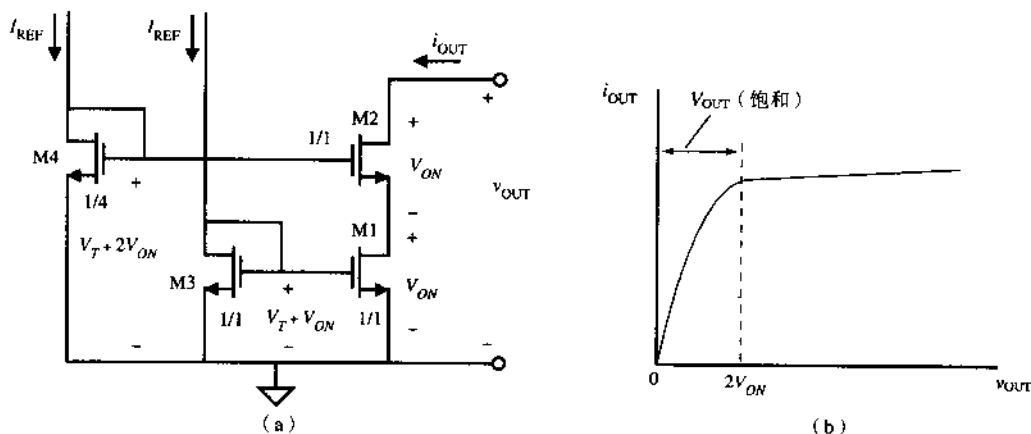 I_REF
I_REF
i_OUT
+
M2
1/1
M4
+
+
V_ON
v_OUT
1/4
−
V_T + 2V_ON
+
M1
M3
+
V_ON
1/1
V_T + V_ON
1/1
−
−
−
−
(a)
i_OUT
V_OUT（饱和）
0
2V_ON
v_OUT
(b)